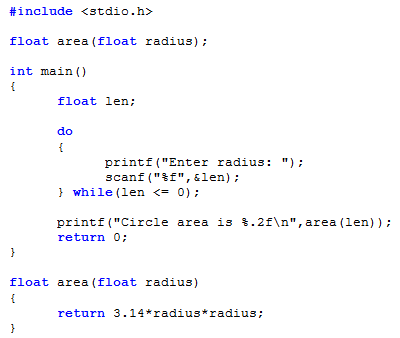 #include <stdio.h>
float area(float radius);
int main()
{
float len;
do
{
printf("Enter radius: ");
scanf("%f",&len);
} while(len <= 0);
printf("Circle area is %.2f\n",area(len));
return 0;
}
float area(float radius)
{
return 3.14*radius*radius;
}